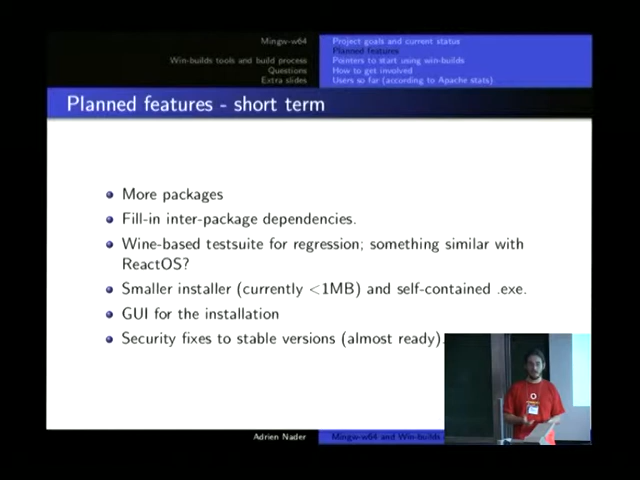 Mingw-w64
Win-builds tools and build process
Questions
Extra slides
Project goals and current status
Planned features
Pointers to start using win-builds
How to get involved
Users so far (according to Apache stats)
Planned features - short term
More packages
Fill-in inter-package dependencies.
Wine-based testsuite for regression; something similar with
ReactOS?
Smaller installer (currently <1MB) and self-contained .exe.
GUI for the installation
Security fixes to stable versions (almost ready).
Adrien Nader
Mingw-w64 and Win-builds